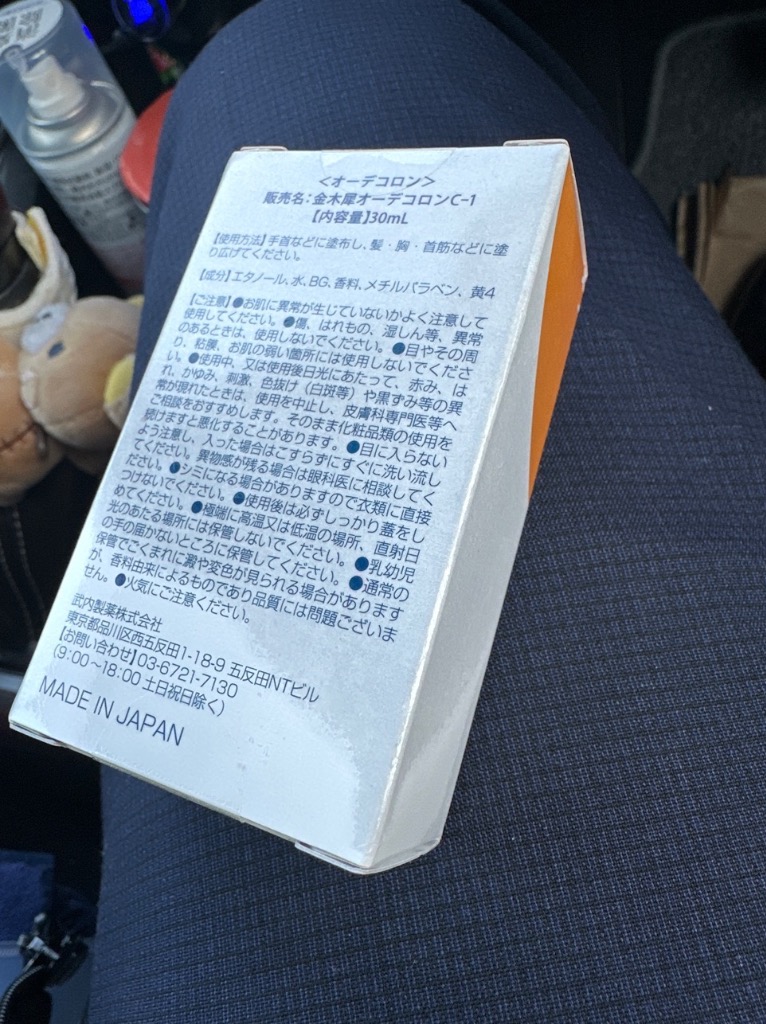 <オーデコロン>
販売名：金木犀オーデコロンC-1
【内容量】30mL
【使用方法】手首などに塗布し、髪・胸・首筋などに塗
り広げてください。
【成分】エタノール、水、BG、香料、メチルパラベン、黄4
【ご注意】●お肌に異常が生じていないかよく注意して
使用してください。●傷、はれもの、湿しん等、異常
のあるときは、使用しないでください。●目やその周
り、粘膜、お肌の弱い箇所には使用しないでくださ
い。●使用中、又は使用後日光にあたって、赤み、は
れ、かゆみ、刺激、色抜け（白斑等）や黒ずみ等の異
常が現れたときは、使用を中止し、皮膚科専門医等へ
ご相談をおすすめします。そのまま化粧品類の使用を
続けますと悪化することがあります。●目に入らない
よう注意し、入った場合はこすらずにすぐに洗い流し
てください。異物感が残る場合は眼科医に相談してく
ださい。●シミになる場合がありますので衣類に直接
つけないでください。●使用後は必ずしっかり蓋をし
めてください。●極端に高温又は低温の場所、直射日
光のあたる場所には保管しないでください。●乳幼児
の手の届かないところに保管してください。●通常の
保管でごくまれに澱や変色が見られる場合があります
が、香料由来によるものであり品質には問題ございま
せん。●火気にご注意ください。
武内製薬株式会社
東京都品川区西五反田1-18-9 五反田NTビル
【お問い合わせ】03-6721-7130
(9：00～18:00 土日祝日除く)
MADE IN JAPAN